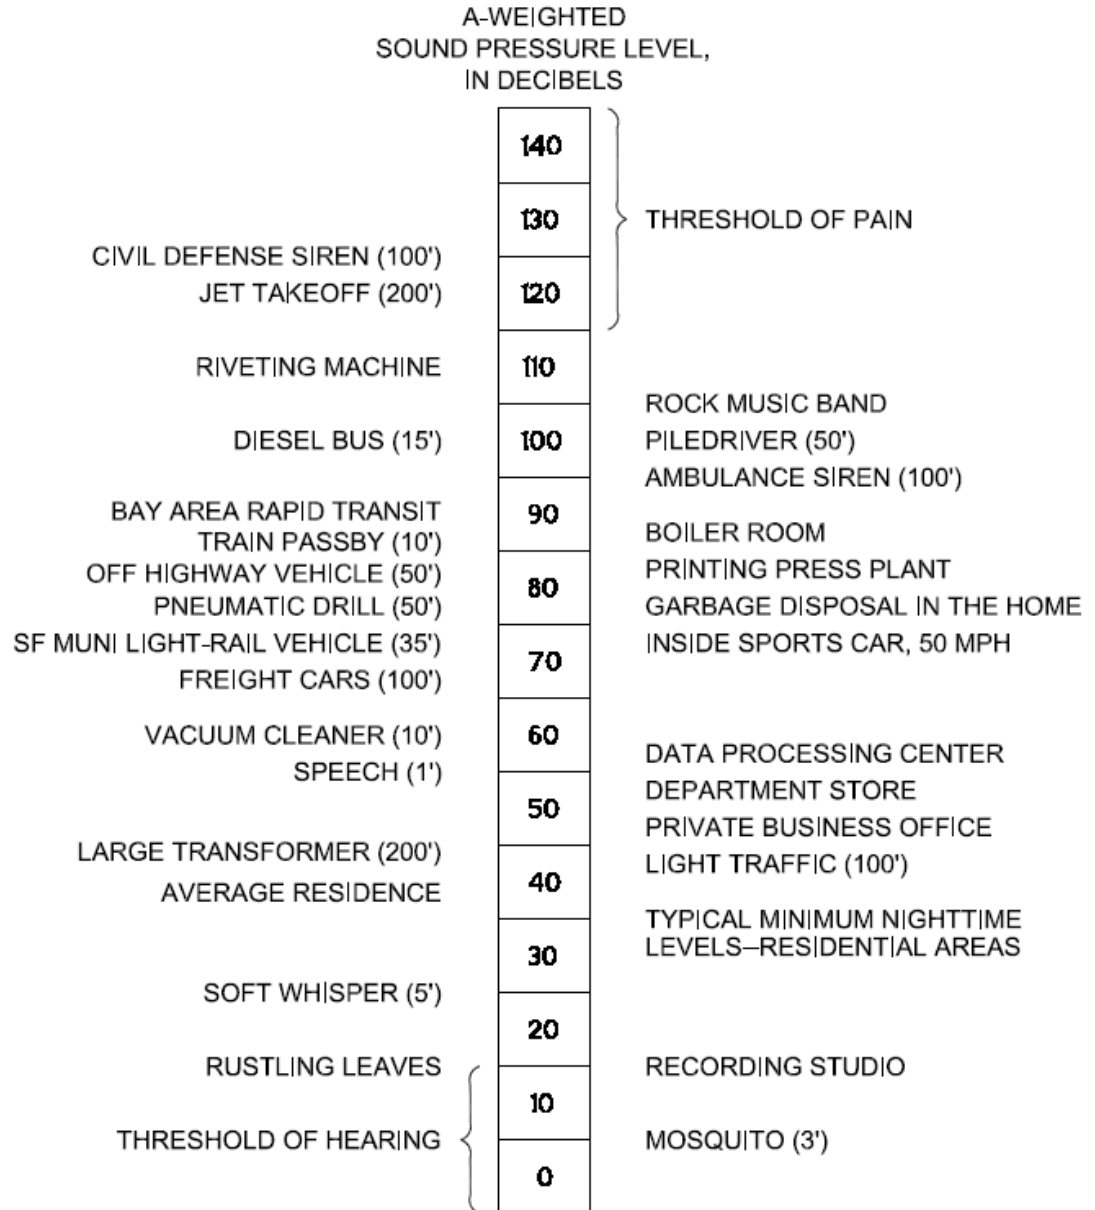 A-WEIGHTED
SOUND PRESSURE LEVEL,
IN DECIBELS
140
130
THRESHOLD OF PAIN
CIVIL DEFENSE SIREN (100')
JET TAKEOFF (200')
120
RIVETING MACHINE
110
ROCK MUSIC BAND
DIESEL BUS (15')
100
PILEDRIVER (50')
AMBULANCE SIREN (100')
BAY AREA RAPID TRANSIT
90
TRAIN PASSBY (10')
BOILER ROOM
OFF HIGHWAY VEHICLE (50')
80
PRINTING PRESS PLANT
PNEUMATIC DRILL (50')
GARBAGE DISPOSAL IN THE HOME
SF MUNI LIGHT-RAIL VEHICLE (35')
INSIDE SPORTS CAR, 50 MPH
70
FREIGHT CARS (100')
VACUUM CLEANER (10')
60
DATA PROCESSING CENTER
SPEECH (1')
DEPARTMENT STORE
50
PRIVATE BUSINESS OFFICE
LARGE TRANSFORMER (200')
LIGHT TRAFFIC (100')
AVERAGE RESIDENCE
40
TYPICAL MINIMUM NIGHTTIME
LEVELS–RESIDENTIAL AREAS
30
SOFT WHISPER (5')
20
RUSTLING LEAVES
RECORDING STUDIO
10
THRESHOLD OF HEARING
MOSQUITO (3')
0